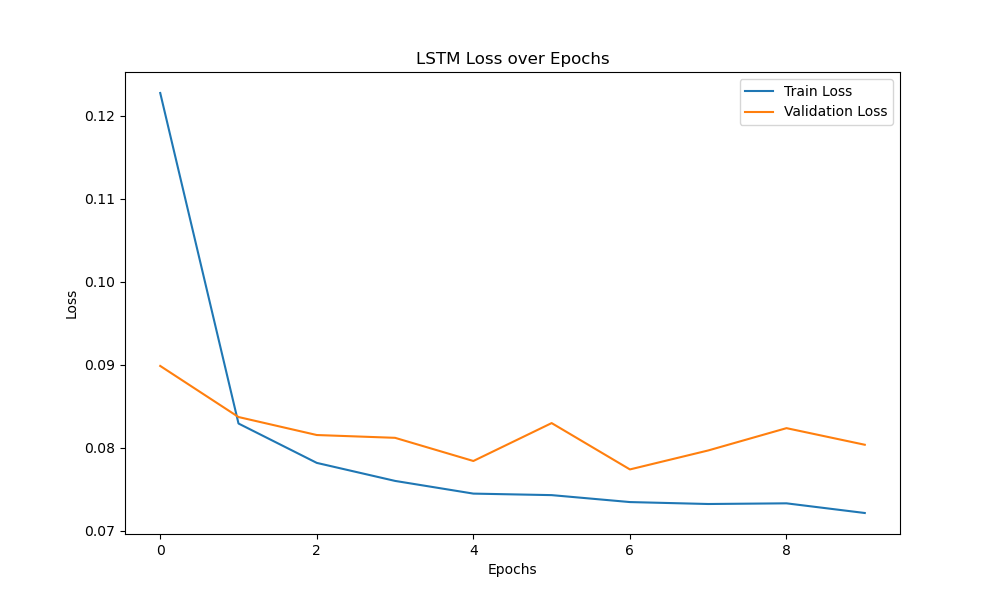 LSTM Loss over Epochs
Train Loss
Validation Loss
0.12
0.11
0.10
0.09
0.08
0.07
Loss
0 2 4 6 8
Epochs